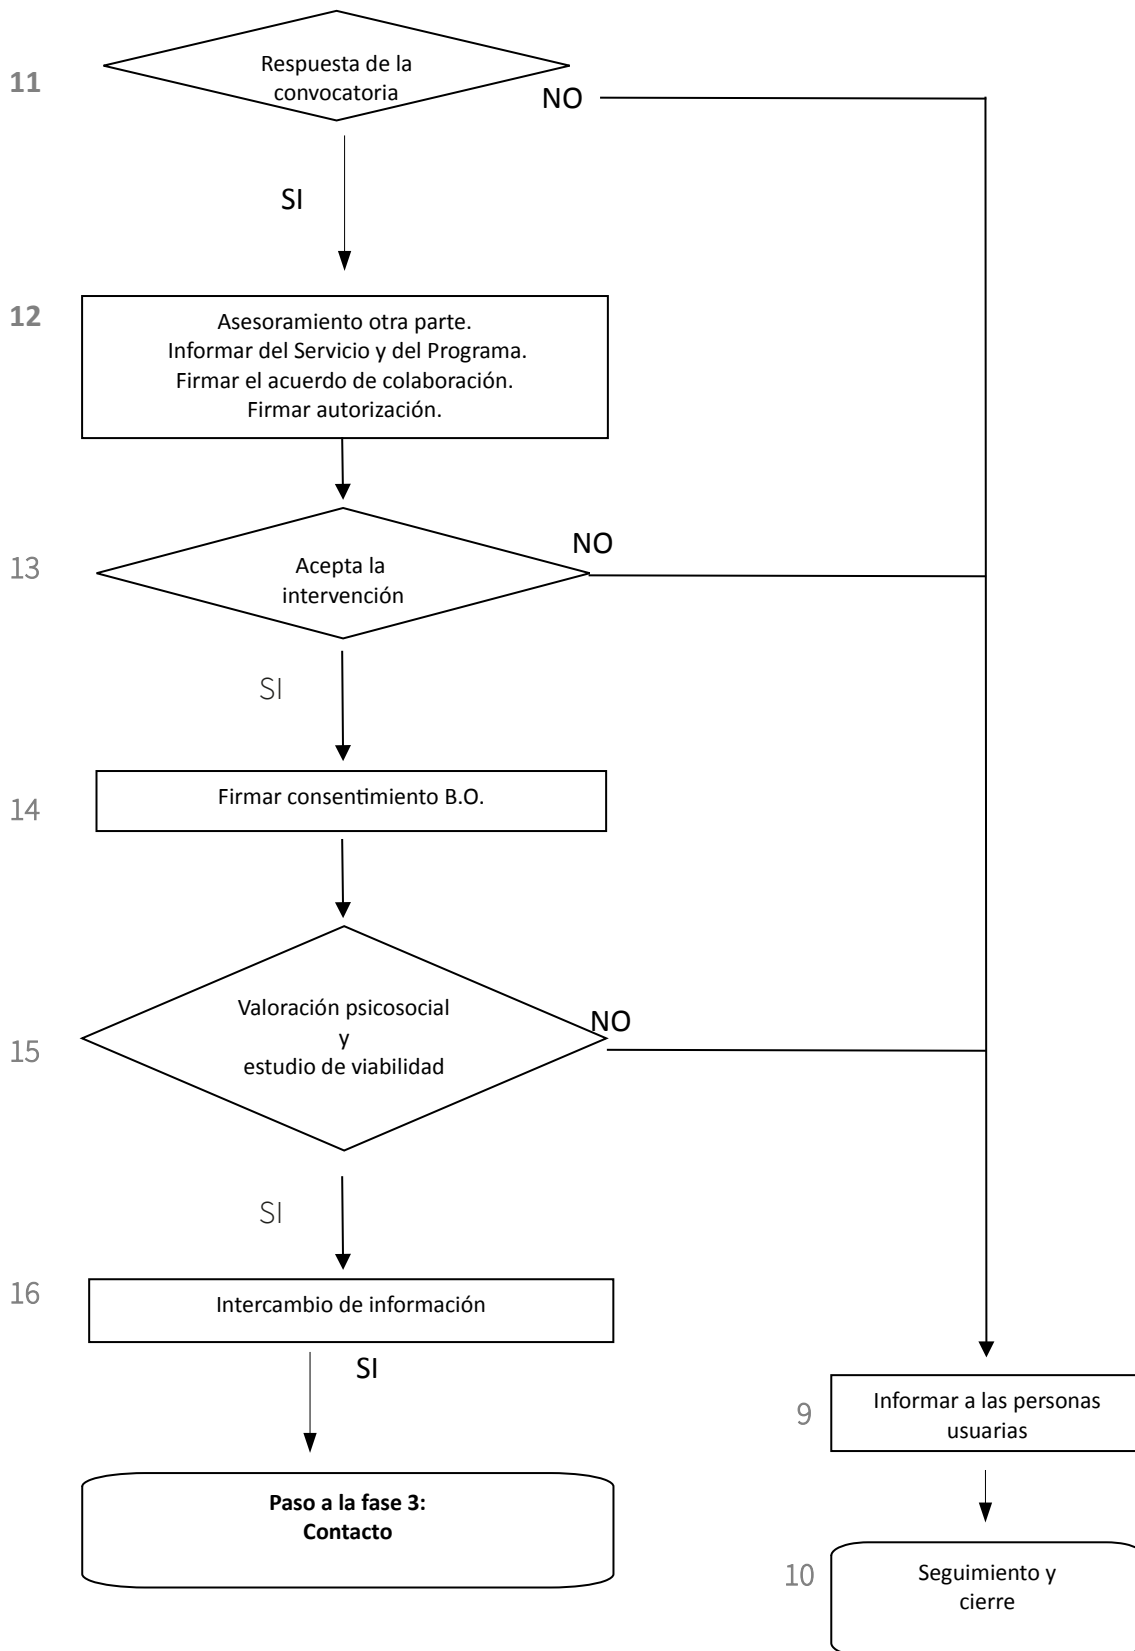 11
Respuesta de la
convocatoria
NO
SI
12
Asesoramiento otra parte.
Informar del Servicio y del Programa.
Firmar el acuerdo de colaboración.
Firmar autorización.
13
Acepta la
intervención
NO
SI
14
Firmar consentimiento B.O.
15
Valoración psicosocial
y
estudio de viabilidad
NO
SI
16
Intercambio de información
SI
Paso a la fase 3:
Contacto
9
Informar a las personas
usuarias
10
Seguimiento y
cierre